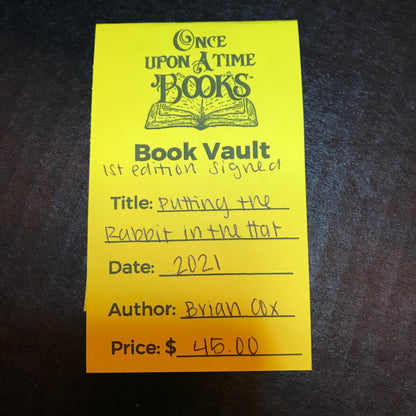 ONCE
UPON A TIME
BOOKS™
Book Vault
1st edition signed
Title: Putting the
Rabbit in the Hat
Date: 2021
Author: Brian Cox
Price: $ 45.00